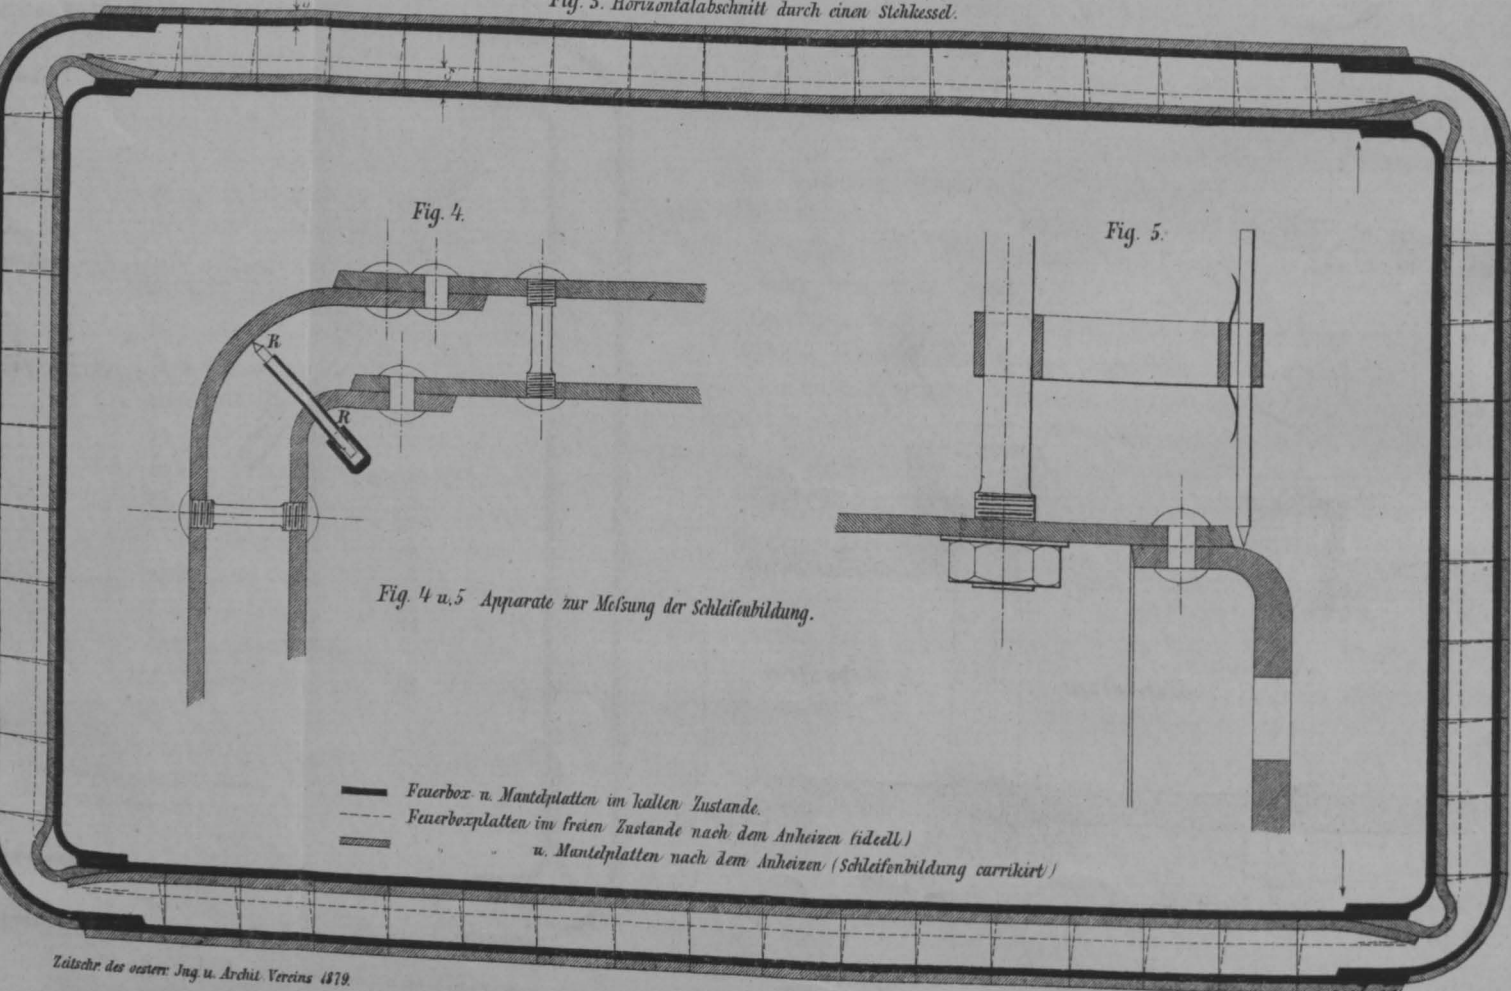 Fig. 3. Horizontalabschnitt durch einen Stehkessel.
Fig. 4.
Fig. 5.
R
R
Fig. 4 u. 5 Apparate zur Meſsung der Schleifenbildung.
Feuerbox u. Mantelplatten im kalten Zustande.
Feuerboxplatten im freien Zustande nach dem Anheizen (ideell)
u. Mantelplatten nach dem Anheizen (Schleifenbildung carrikirt)
Zeitschr. des oesterr. Jng. u. Archit. Vereins 1879.